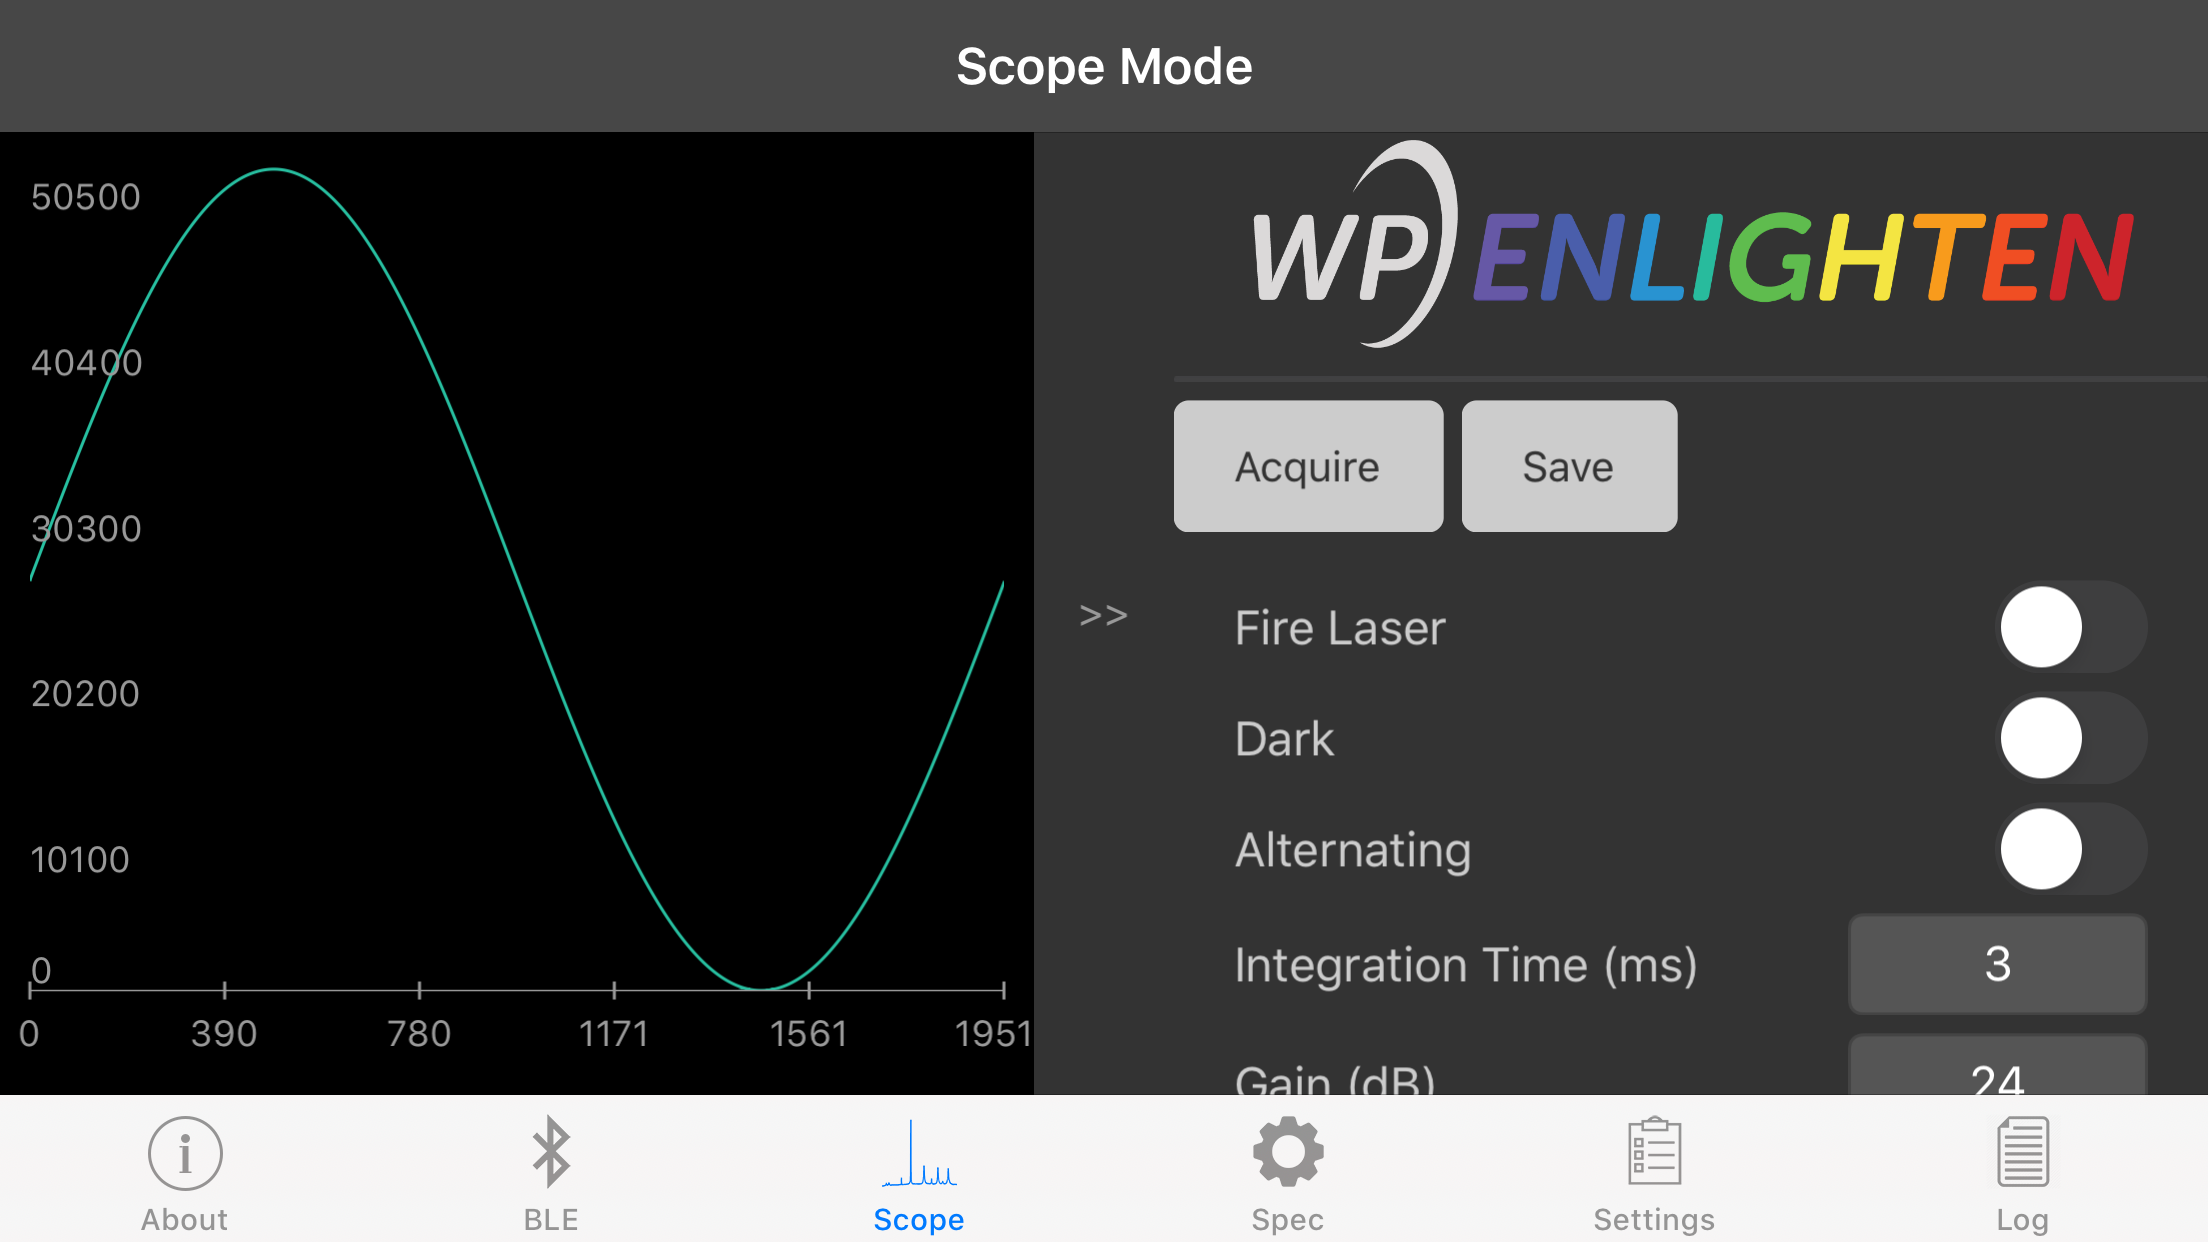 Scope Mode
50500
40400
30300
20200
10100
0
0 390 780 1171 1561 1951
WP ENLIGHTEN
Acquire Save
>>
Fire Laser
Dark
Alternating
Integration Time (ms) 3
Gain (dB) 24
About BLE Scope Spec Settings Log